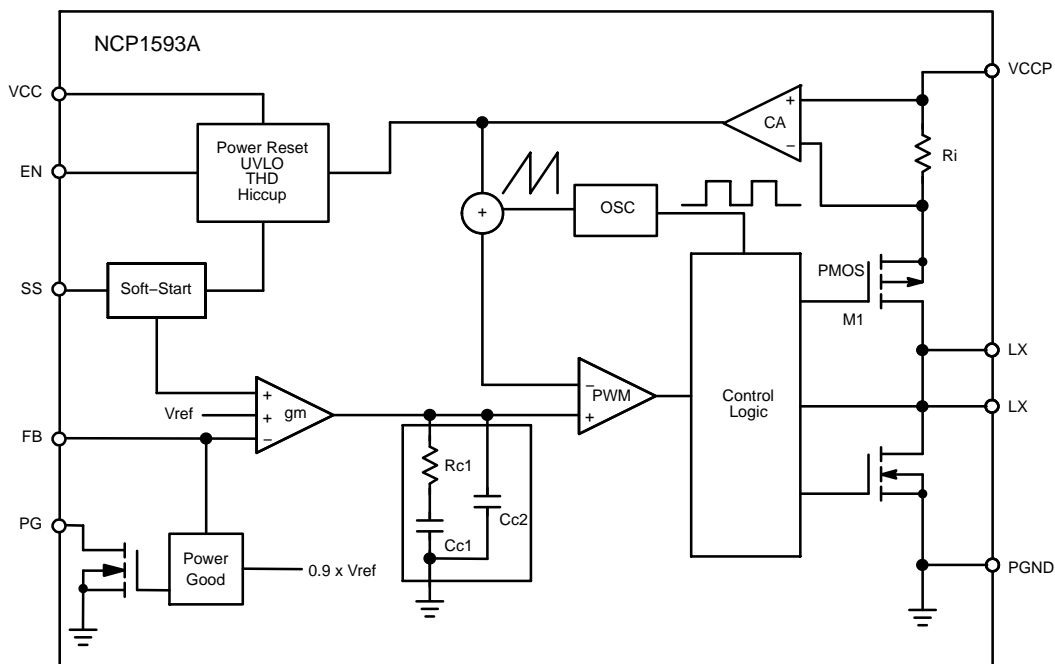 NCP1593A
VCC
VCCP
+
CA
−
Ri
Power Reset
UVLO
THD
Hiccup
EN
+
OSC
PMOS
M1
SS
Soft−Start
LX
LX
Control
Logic
−
PWM
+
+
Vref
+
gm
−
FB
Rc1
Cc2
Cc1
PG
Power
Good
0.9 x Vref
PGND